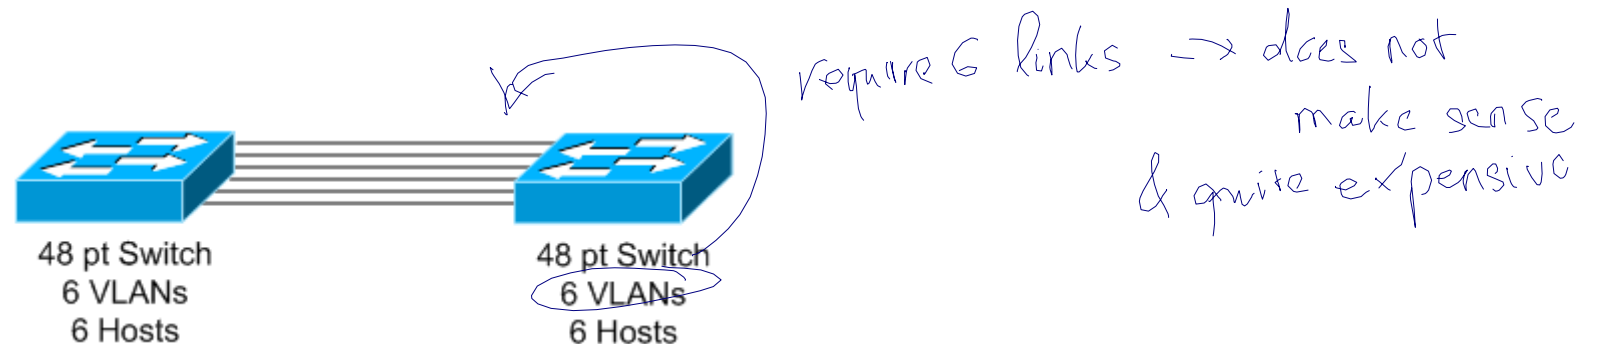 require 6 links → does not
make sense
& quite expensive
48 pt Switch
6 VLANs
6 Hosts
48 pt Switch
6 VLANs
6 Hosts